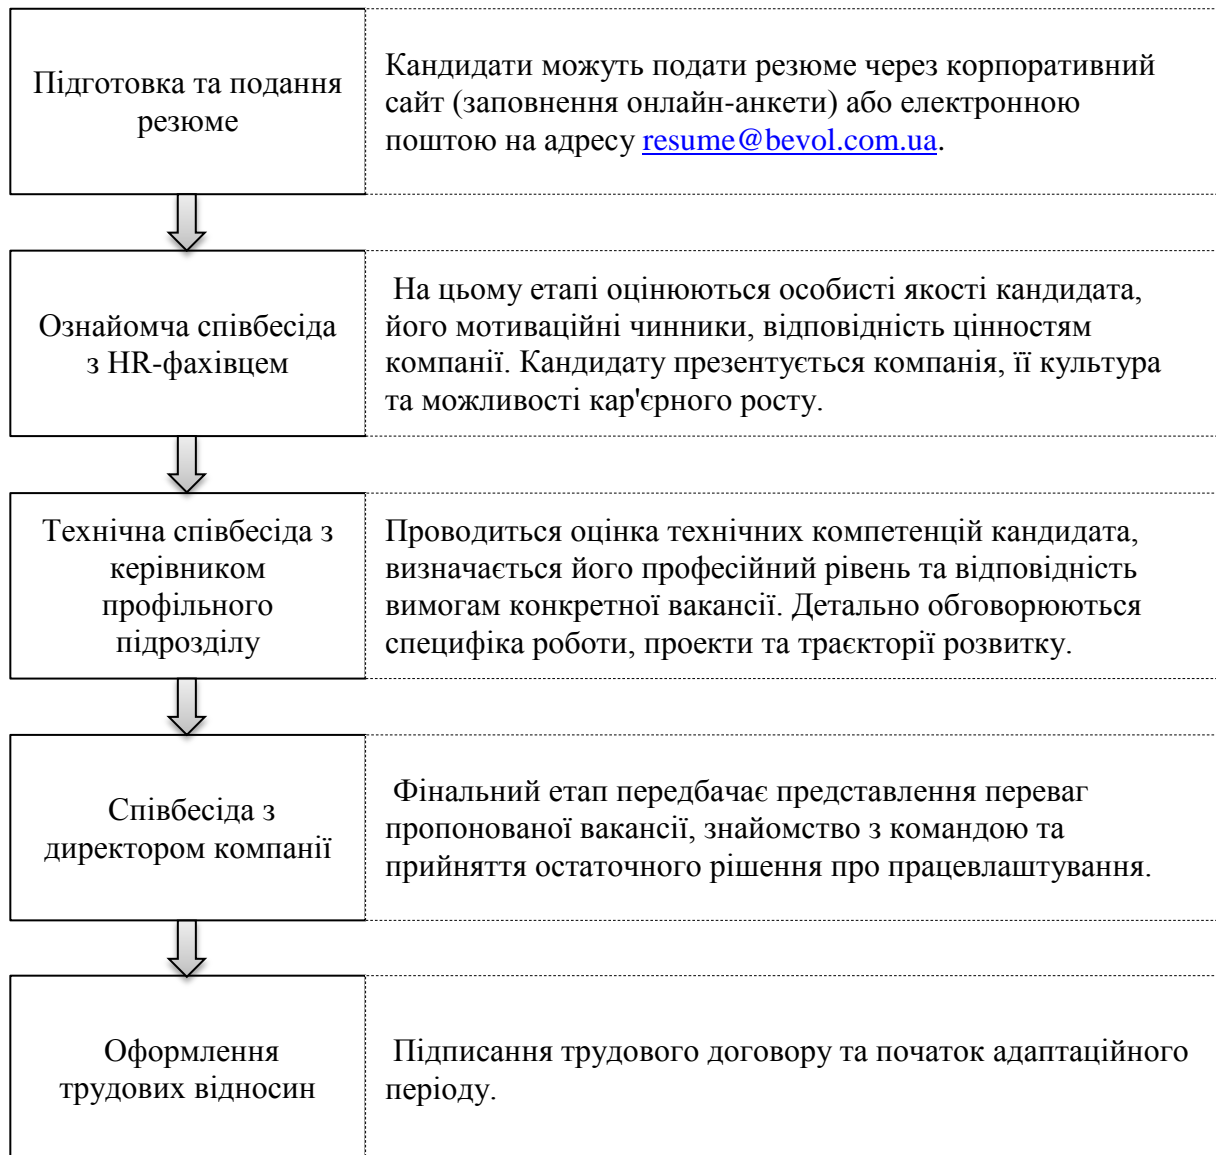 Підготовка та подання
резюме
Кандидати можуть подати резюме через корпоративний
сайт (заповнення онлайн-анкети) або електронною
поштою на адресу resume@bevol.com.ua.
Ознайомча співбесіда
з HR-фахівцем
На цьому етапі оцінюються особисті якості кандидата,
його мотиваційні чинники, відповідність цінностям
компанії. Кандидату презентується компанія, її культура
та можливості кар'єрного росту.
Технічна співбесіда з
керівником
профільного
підрозділу
Проводиться оцінка технічних компетенцій кандидата,
визначається його професійний рівень та відповідність
вимогам конкретної вакансії. Детально обговорюються
специфіка роботи, проекти та траєкторії розвитку.
Співбесіда з
директором компанії
Фінальний етап передбачає представлення переваг
пропонованої вакансії, знайомство з командою та
прийняття остаточного рішення про працевлаштування.
Оформлення
трудових відносин
Підписання трудового договору та початок адаптаційного
періоду.